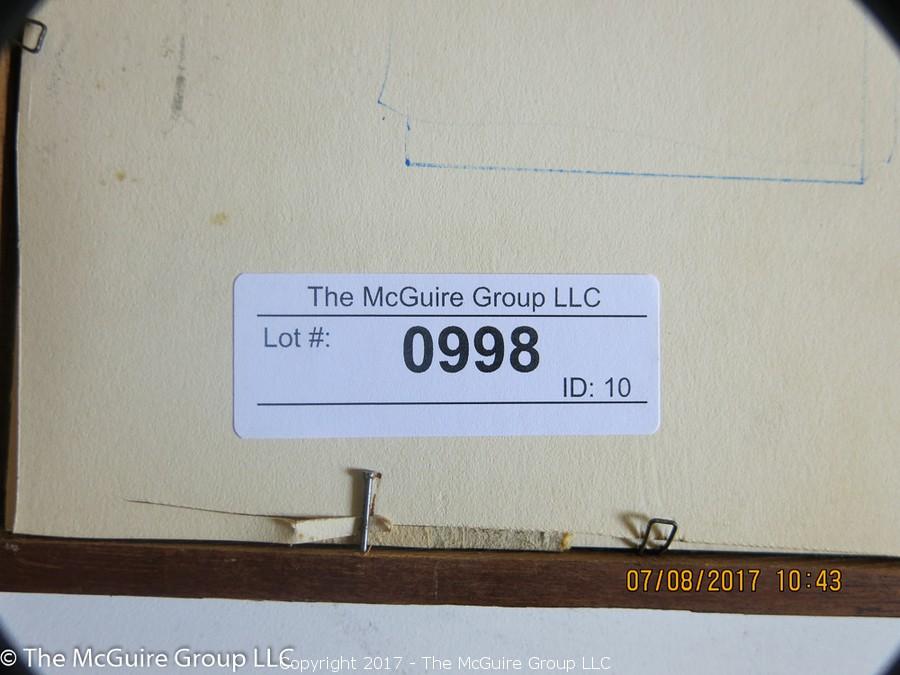 The McGuire Group LLC
Lot #:
0998
ID: 10
07/08/2017 10:43
© The McGuire Group LLC
Copyright 2017 - The McGuire Group LLC